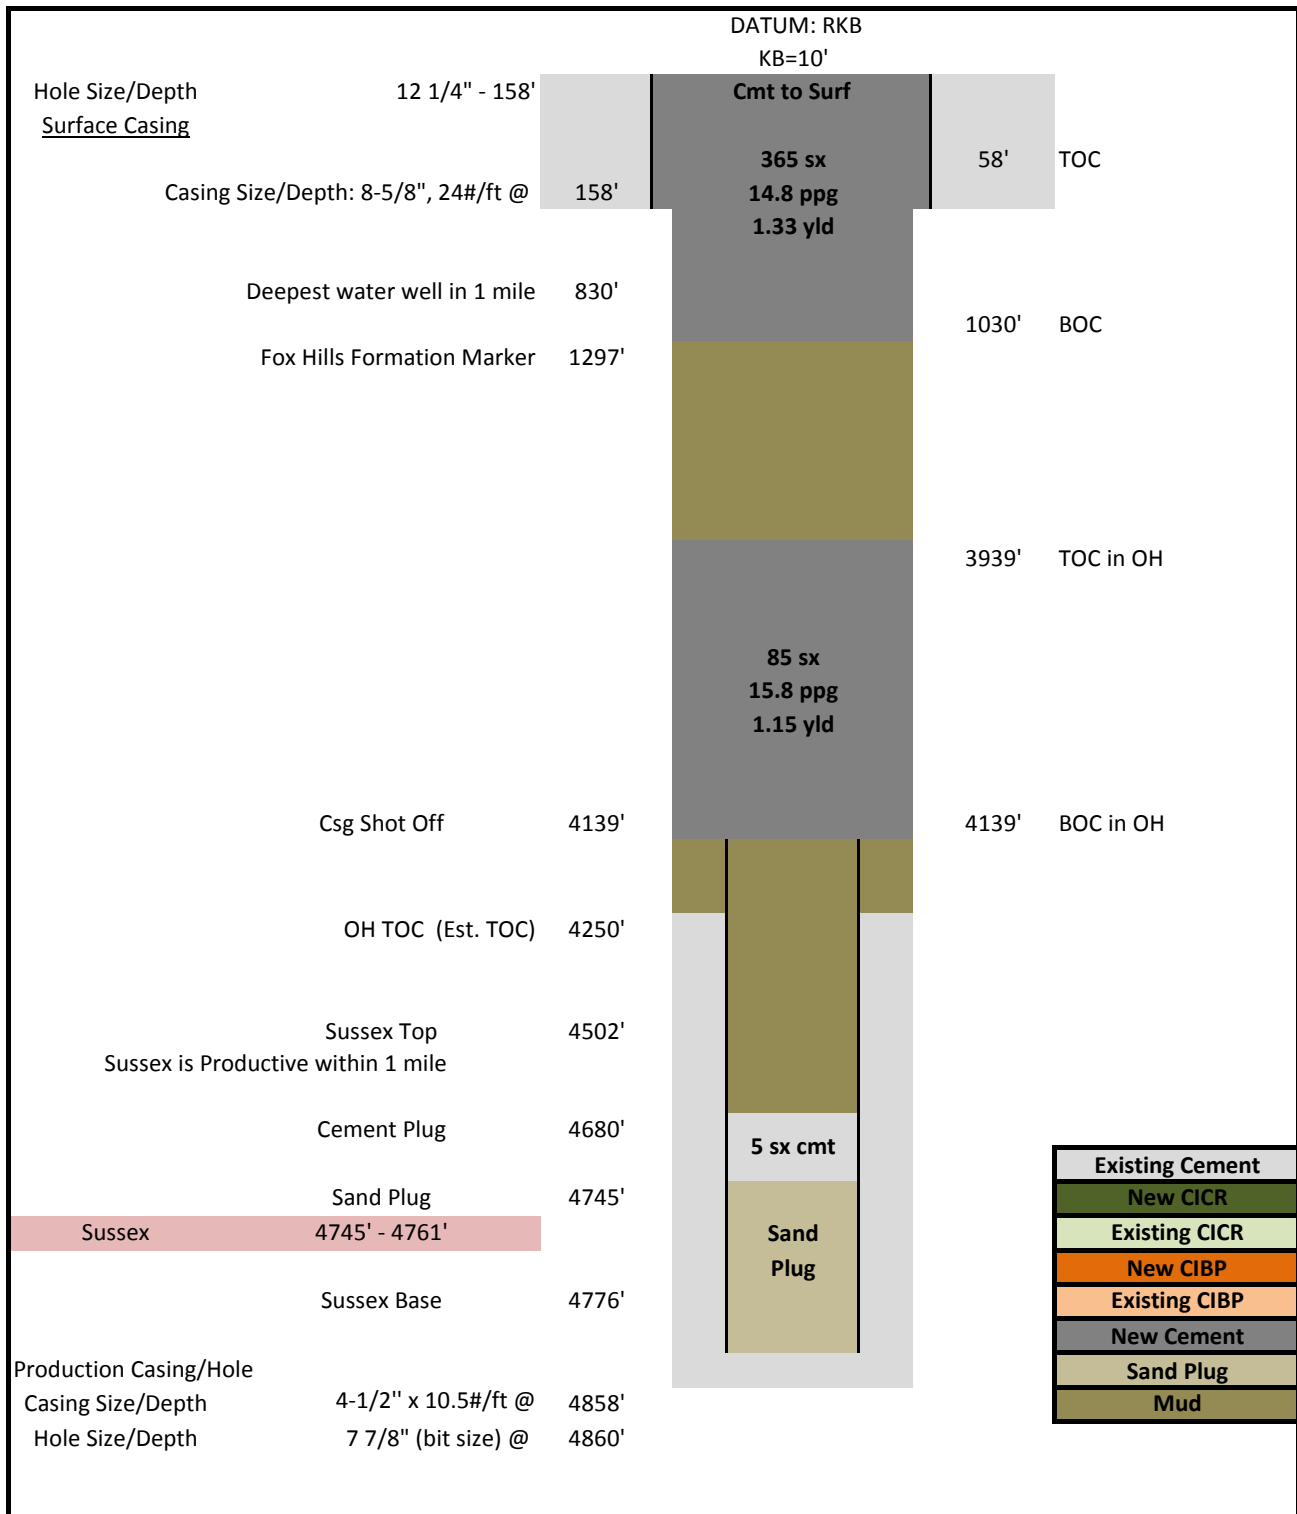 DATUM: RKB
KB=10'
Hole Size/Depth 12 1/4" - 158' Cmt to Surf
Surface Casing
365 sx 58' TOC
Casing Size/Depth: 8-5/8", 24#/ft @ 158' 14.8 ppg
1.33 yld
Deepest water well in 1 mile 830'
1030' BOC
Fox Hills Formation Marker 1297'
3939' TOC in OH
85 sx
15.8 ppg
1.15 yld
Csg Shot Off 4139' 4139' BOC in OH
OH TOC (Est. TOC) 4250'
Sussex Top 4502'
Sussex is Productive within 1 mile
Cement Plug 4680'
5 sx cmt
Existing Cement
Sand Plug 4745' New CICR
Sussex 4745' - 4761' Sand Existing CICR
Plug New CIBP
Sussex Base 4776' Existing CIBP
New Cement
Production Casing/Hole Sand Plug
Casing Size/Depth 4-1/2'' x 10.5#/ft @ 4858' Mud
Hole Size/Depth 7 7/8" (bit size) @ 4860'